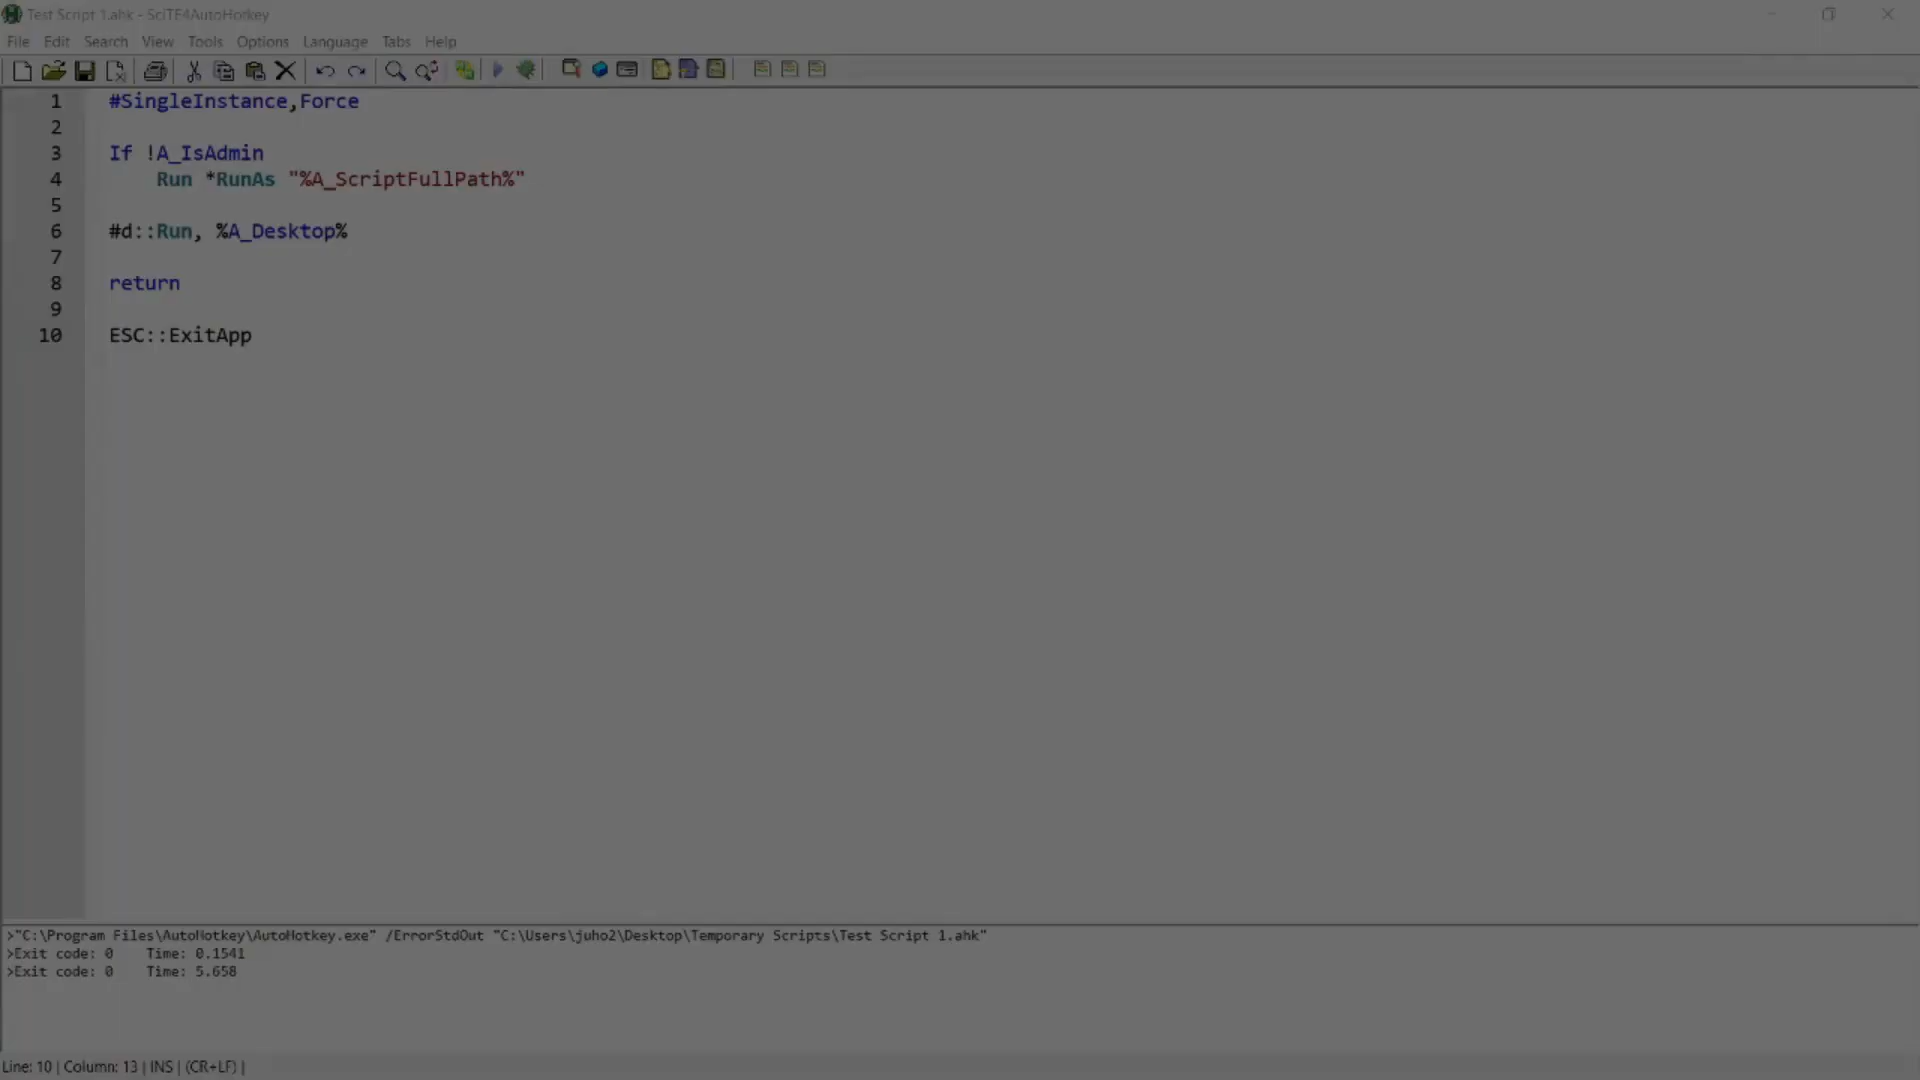 Test Script 1.ahk - SciTE4AutoHotkey
File Edit Search View Tools Options Language Tabs Help
1 #SingleInstance,Force
2
3 If !A_IsAdmin
4 Run *RunAs "%A_ScriptFullPath%"
5
6 #d::Run, %A_Desktop%
7
8 return
9
10 ESC::ExitApp
>"C:\Program Files\AutoHotkey\AutoHotkey.exe" /ErrorStdOut "C:\Users\juho2\Desktop\Temporary Scripts\Test Script 1.ahk"
>Exit code: 0 Time: 0.1541
>Exit code: 0 Time: 5.658
Line: 10 | Column: 13 | INS | (CR+LF) |